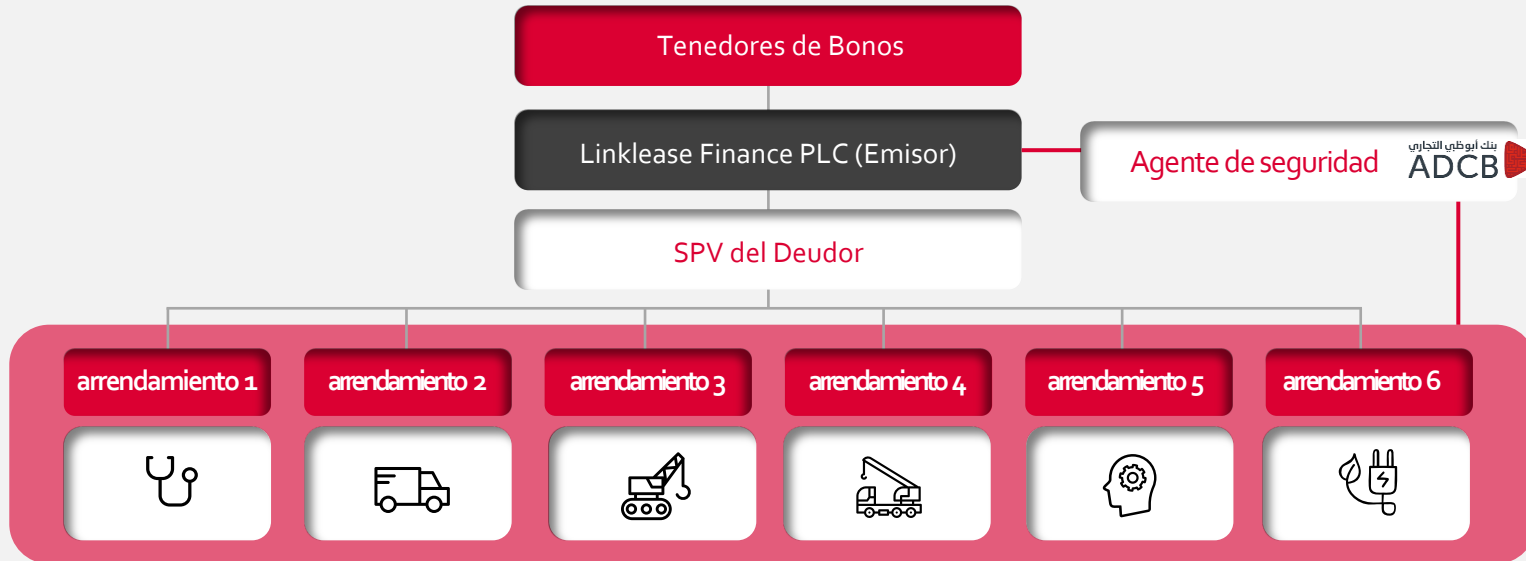 Tenedores de Bonos
Linklease Finance PLC (Emisor)
Agente de seguridad
بنك أبوظبي التجاري
ADCB
SPV del Deudor
arrendamiento 1
arrendamiento 2
arrendamiento 3
arrendamiento 4
arrendamiento 5
arrendamiento 6